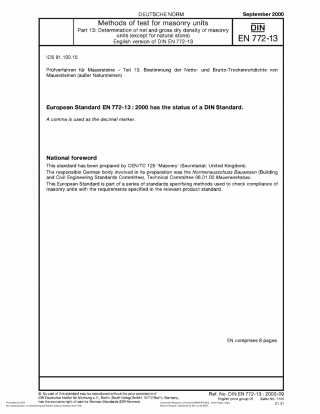 DEUTSCHE NORM
September 2000
Methods of test for masonry units
Part 13: Determination of net and gross dry density of masonry
units (except for natural stone)
English version of DIN EN 772-13
DIN
EN 772-13
ICS 91.100.15
Prüfverfahren für Mauersteine – Teil 13: Bestimmung der Netto- und Brutto-Trockenrohdichte von
Mauersteinen (außer Natursteinen)
European Standard EN 772-13 : 2000 has the status of a DIN Standard.
A comma is used as the decimal marker.
National foreword
This standard has been prepared by CEN/TC 125 'Masonry' (Secretariat: United Kingdom).
The responsible German body involved in its preparation was the Normenausschuss Bauwesen (Building
and Civil Engineering Standards Committee), Technical Committee 06.01.00 Mauerwerksbau.
This European Standard is part of a series of standards specifying methods used to check compliance of
masonry units with the requirements specified in the relevant product standard.
EN comprises 8 pages.
© No part of this standard may be reproduced without the prior permission of
DIN Deutsches Institut für Normung e.V., Berlin. Beuth Verlag GmbH, 10772 Berlin, Germany,
has the exclusive right of sale for German Standards (DIN-Normen).
Ref. No. DIN EN 772-13 : 2000-09
English price group 06 Sales No. 1106
01.01